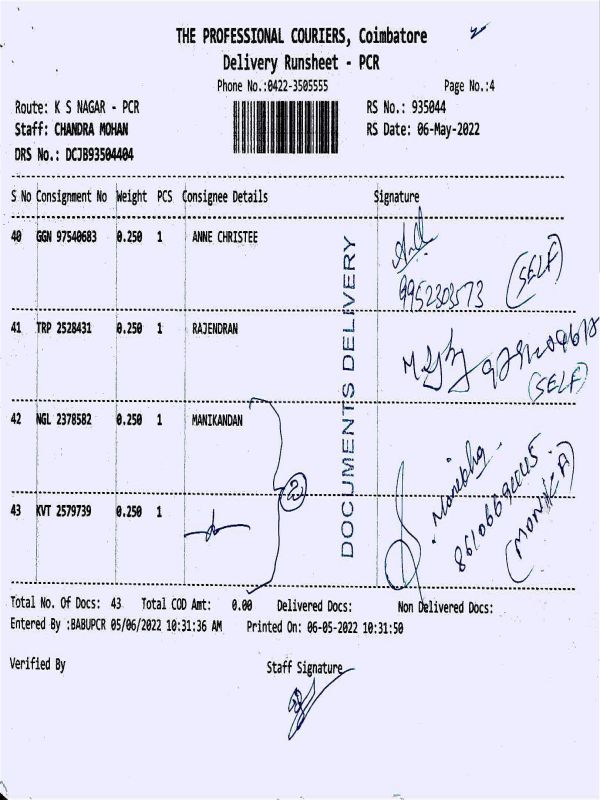 THE PROFESSIONAL COURIERS, Coimbatore
Delivery Runsheet - PCR
Phone No.:0422-3505555 Page No.:4
Route: K S NAGAR - PCR RS No.: 935044
Staff: CHANDRA MOHAN RS Date: 06-May-2022
DRS No.: DCJB93504404
S No Consignment No Weight PCS Consignee Details Signature
40 GGN 97540683 0.250 1 ANNE CHRISTEE
9952303573 (SELF)
41 TRP 2528431 0.250 1 RAJENDRAN
(SELF)
42 NGL 2378582 0.250 1 MANIKANDAN
43 KVT 2579739 0.250 1
2
(MONIKA)
DOCUMENTS DELIVERY
Total No. Of Docs: 43 Total COD Amt: 0.00 Delivered Docs: Non Delivered Docs:
Entered By :BABUPCR 05/06/2022 10:31:36 AM Printed On: 06-05-2022 10:31:50
Verified By Staff Signature